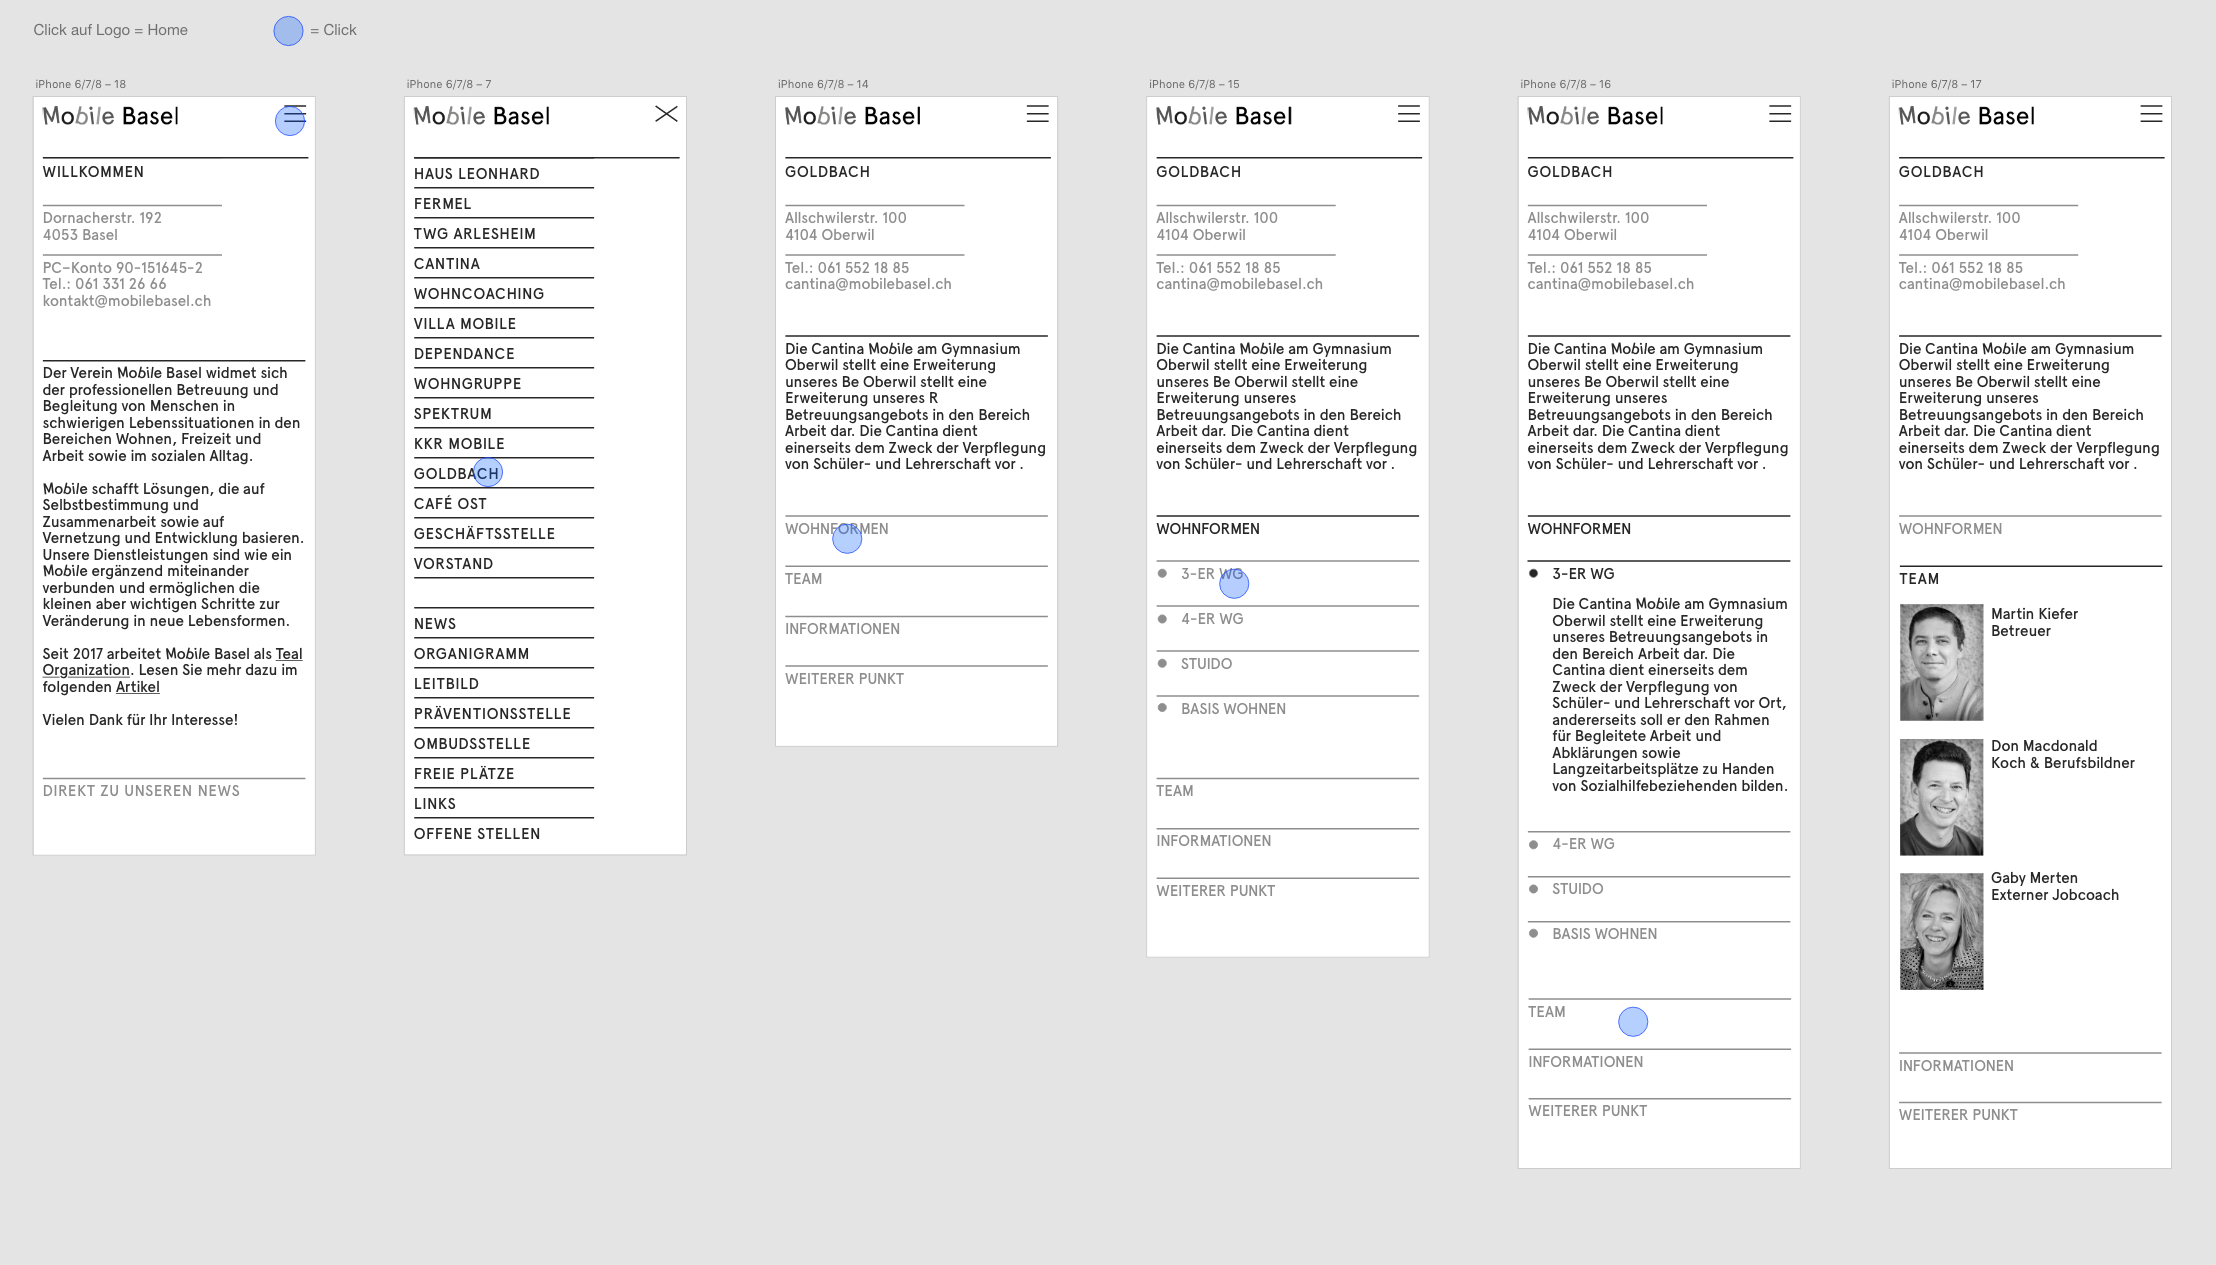 Click auf Logo = Home
= Click
iPhone 6/7/8 – 18
Mobile Basel
WILLKOMMEN
Dornacherstr. 192
4053 Basel
PC–Konto 90-151645-2
Tel.: 061 331 26 66
kontakt@mobilebasel.ch
Der Verein Mobile Basel widmet sich
der professionellen Betreuung und
Begleitung von Menschen in
schwierigen Lebenssituationen in den
Bereichen Wohnen, Freizeit und
Arbeit sowie im sozialen Alltag.
Mobile schafft Lösungen, die auf
Selbstbestimmung und
Zusammenarbeit sowie auf
Vernetzung und Entwicklung basieren.
Unsere Dienstleistungen sind wie ein
Mobile ergänzend miteinander
verbunden und ermöglichen die
kleinen aber wichtigen Schritte zur
Veränderung in neue Lebensformen.
Seit 2017 arbeitet Mobile Basel als Teal
Organization. Lesen Sie mehr dazu im
folgenden Artikel
Vielen Dank für Ihr Interesse!
DIREKT ZU UNSEREN NEWS
iPhone 6/7/8 – 7
Mobile Basel
HAUS LEONHARD
FERMEL
TWG ARLESHEIM
CANTINA
WOHNCOACHING
VILLA MOBILE
DEPENDANCE
WOHNGRUPPE
SPEKTRUM
KKR MOBILE
GOLDBACH
CAFÉ OST
GESCHÄFTSSTELLE
VORSTAND
NEWS
ORGANIGRAMM
LEITBILD
PRÄVENTIONSSTELLE
OMBUDSSTELLE
FREIE PLÄTZE
LINKS
OFFENE STELLEN
iPhone 6/7/8 – 14
Mobile Basel
GOLDBACH
Allschwilerstr. 100
4104 Oberwil
Tel.: 061 552 18 85
cantina@mobilebasel.ch
Die Cantina Mobile am Gymnasium
Oberwil stellt eine Erweiterung
unseres Be Oberwil stellt eine
Erweiterung unseres R
Betreuungsangebots in den Bereich
Arbeit dar. Die Cantina dient
einerseits dem Zweck der Verpflegung
von Schüler- und Lehrerschaft vor .
WOHNFORMEN
TEAM
INFORMATIONEN
WEITERER PUNKT
iPhone 6/7/8 – 15
Mobile Basel
GOLDBACH
Allschwilerstr. 100
4104 Oberwil
Tel.: 061 552 18 85
cantina@mobilebasel.ch
Die Cantina Mobile am Gymnasium
Oberwil stellt eine Erweiterung
unseres Be Oberwil stellt eine
Erweiterung unseres
Betreuungsangebots in den Bereich
Arbeit dar. Die Cantina dient
einerseits dem Zweck der Verpflegung
von Schüler- und Lehrerschaft vor .
WOHNFORMEN
3-ER WG
4-ER WG
STUIDO
BASIS WOHNEN
TEAM
INFORMATIONEN
WEITERER PUNKT
iPhone 6/7/8 – 16
Mobile Basel
GOLDBACH
Allschwilerstr. 100
4104 Oberwil
Tel.: 061 552 18 85
cantina@mobilebasel.ch
Die Cantina Mobile am Gymnasium
Oberwil stellt eine Erweiterung
unseres Be Oberwil stellt eine
Erweiterung unseres
Betreuungsangebots in den Bereich
Arbeit dar. Die Cantina dient
einerseits dem Zweck der Verpflegung
von Schüler- und Lehrerschaft vor .
WOHNFORMEN
3-ER WG
Die Cantina Mobile am Gymnasium
Oberwil stellt eine Erweiterung
unseres Betreuungsangebots in
den Bereich Arbeit dar. Die
Cantina dient einerseits dem
Zweck der Verpflegung von
Schüler- und Lehrerschaft vor Ort,
andererseits soll er den Rahmen
für Begleitete Arbeit und
Abklärungen sowie
Langzeitarbeitsplätze zu Handen
von Sozialhilfebeziehenden bilden.
4-ER WG
STUIDO
BASIS WOHNEN
TEAM
INFORMATIONEN
WEITERER PUNKT
iPhone 6/7/8 – 17
Mobile Basel
GOLDBACH
Allschwilerstr. 100
4104 Oberwil
Tel.: 061 552 18 85
cantina@mobilebasel.ch
Die Cantina Mobile am Gymnasium
Oberwil stellt eine Erweiterung
unseres Be Oberwil stellt eine
Erweiterung unseres
Betreuungsangebots in den Bereich
Arbeit dar. Die Cantina dient
einerseits dem Zweck der Verpflegung
von Schüler- und Lehrerschaft vor .
WOHNFORMEN
TEAM
Martin Kiefer
Betreuer
Don Macdonald
Koch & Berufsbildner
Gaby Merten
Externer Jobcoach
INFORMATIONEN
WEITERER PUNKT